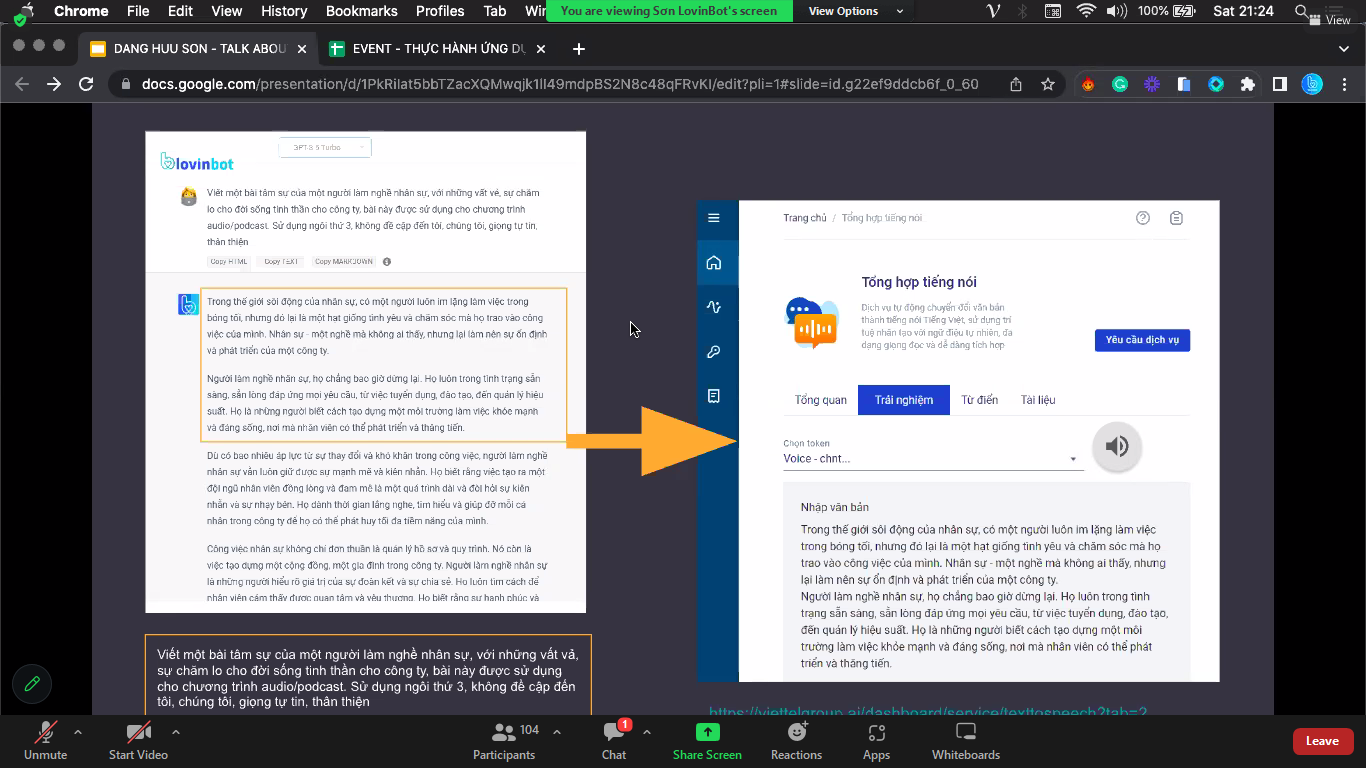 Chrome File Edit View History Bookmarks Profiles Tab
You are viewing Sơn LovinBot's screen
View Options
100%
Sat 21:24
View
DANG HUU SON - TALK ABOU
EVENT - THỰC HÀNH ỨNG DỤ
docs.google.com/presentation/d/1PkRiIat5bbTZacXQMwqjk1Il49mdpBS2N8c48qFRvKI/edit?pli=1#slide=id.g22ef9ddcb6f_0_60
lovinbot
GPT 3.5 Turbo
Viết một bài tâm sự của một người làm nghề nhân sự, với những vất vả, sự chăm
lo cho đời sống tinh thần cho công ty, bài này được sử dụng cho chương trình
audio/podcast. Sử dụng ngôi thứ 3, không đề cập đến tôi, chúng tôi, giọng tự tin,
thân thiện
Copy HTML Copy TEXT Copy MARKDOWN
Trong thế giới sôi động của nhân sự, có một người luôn im lặng làm việc trong
bóng tối, nhưng đó lại là một hạt giống tình yêu và chăm sóc mà họ trao vào công
việc của mình. Nhân sự - một nghề mà không ai thấy, nhưng lại làm nên sự ổn định
và phát triển của một công ty.
Người làm nghề nhân sự, họ chẳng bao giờ dừng lại. Họ luôn trong tình trạng sẵn
sàng, sẵn lòng đáp ứng mọi yêu cầu, từ việc tuyển dụng, đào tạo, đến quản lý hiệu
suất. Họ là những người biết cách tạo dựng một môi trường làm việc khỏe mạnh
và đáng sống, nơi mà nhân viên có thể phát triển và thăng tiến.
Dù có bao nhiêu áp lực từ sự thay đổi và khó khăn trong công việc, người làm nghề
nhân sự vẫn luôn giữ được sự mạnh mẽ và kiên nhẫn. Họ biết rằng việc tạo ra một
đội ngũ nhân viên đồng lòng và đam mê là một quá trình dài và đòi hỏi sự kiên
nhẫn và sự nhạy bén. Họ dành thời gian lắng nghe, tìm hiểu và giúp đỡ mỗi cá
nhân trong công ty để họ có thể phát huy tối đa tiềm năng của mình.
Công việc nhân sự không chỉ đơn thuần là quản lý hồ sơ và quy trình. Nó còn là
việc tạo dựng một cộng đồng, một gia đình trong công ty. Người làm nghề nhân sự
là những người hiểu rõ giá trị của sự đoàn kết và sự chia sẻ. Họ luôn tìm cách để
nhân viên cảm thấy được quan tâm và yêu thương. Họ biết rằng sự hạnh phúc và
Viết một bài tâm sự của một người làm nghề nhân sự, với những vất vả,
sự chăm lo cho đời sống tinh thần cho công ty, bài này được sử dụng
cho chương trình audio/podcast. Sử dụng ngôi thứ 3, không đề cập đến
tôi, chúng tôi, giọng tự tin, thân thiện
Trang chủ / Tổng hợp tiếng nói
Tổng hợp tiếng nói
Dịch vụ tự động chuyển đổi văn bản
thành tiếng nói Tiếng Việt, sử dụng trí
tuệ nhân tạo với ngữ điệu tự nhiên, đa
dạng giọng đọc và dễ dàng tích hợp.
Yêu cầu dịch vụ
Tổng quan Trải nghiệm Từ điển Tài liệu
Chọn token
Voice - chnt...
Nhập văn bản
Trong thế giới sôi động của nhân sự, có một người luôn im lặng làm việc
trong bóng tối, nhưng đó lại là một hạt giống tình yêu và chăm sóc mà họ
trao vào công việc của mình. Nhân sự - một nghề mà không ai thấy, nhưng
lại làm nên sự ổn định và phát triển của một công ty.
Người làm nghề nhân sự, họ chẳng bao giờ dừng lại. Họ luôn trong tình
trạng sẵn sàng, sẵn lòng đáp ứng mọi yêu cầu, từ việc tuyển dụng, đào tạo,
đến quản lý hiệu suất. Họ là những người biết cách tạo dựng một môi
trường làm việc khỏe mạnh và đáng sống, nơi mà nhân viên có thể phát
triển và thăng tiến.
https://viettelgroup.ai/dashboard/service/texttospeech?tab=2
Unmute
Start Video
Participants 104
Chat 1
Share Screen
Reactions
Apps
Whiteboards
Leave